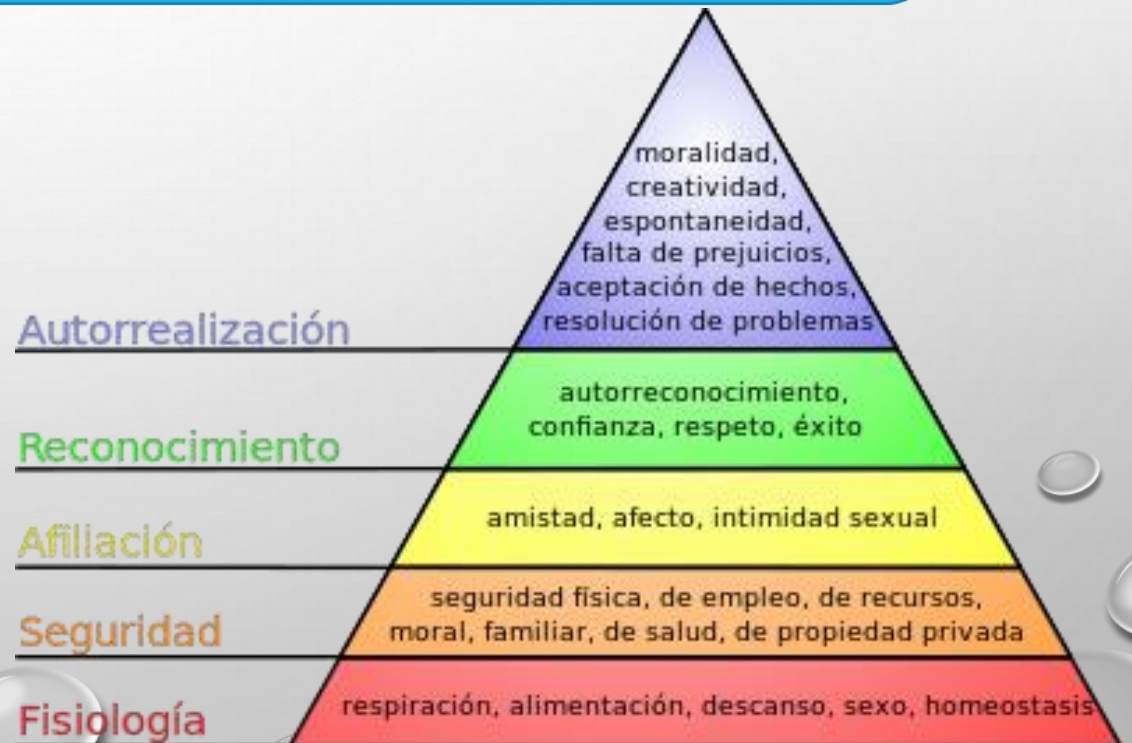 moralidad,
creatividad,
espontaneidad,
falta de prejuicios,
aceptación de hechos,
resolución de problemas
Autorrealización
autorreconocimiento,
confianza, respeto, éxito
Reconocimiento
amistad, afecto, intimidad sexual
Afiliación
seguridad física, de empleo, de recursos,
moral, familiar, de salud, de propiedad privada
Seguridad
respiración, alimentación, descanso, sexo, homeostasis
Fisiología